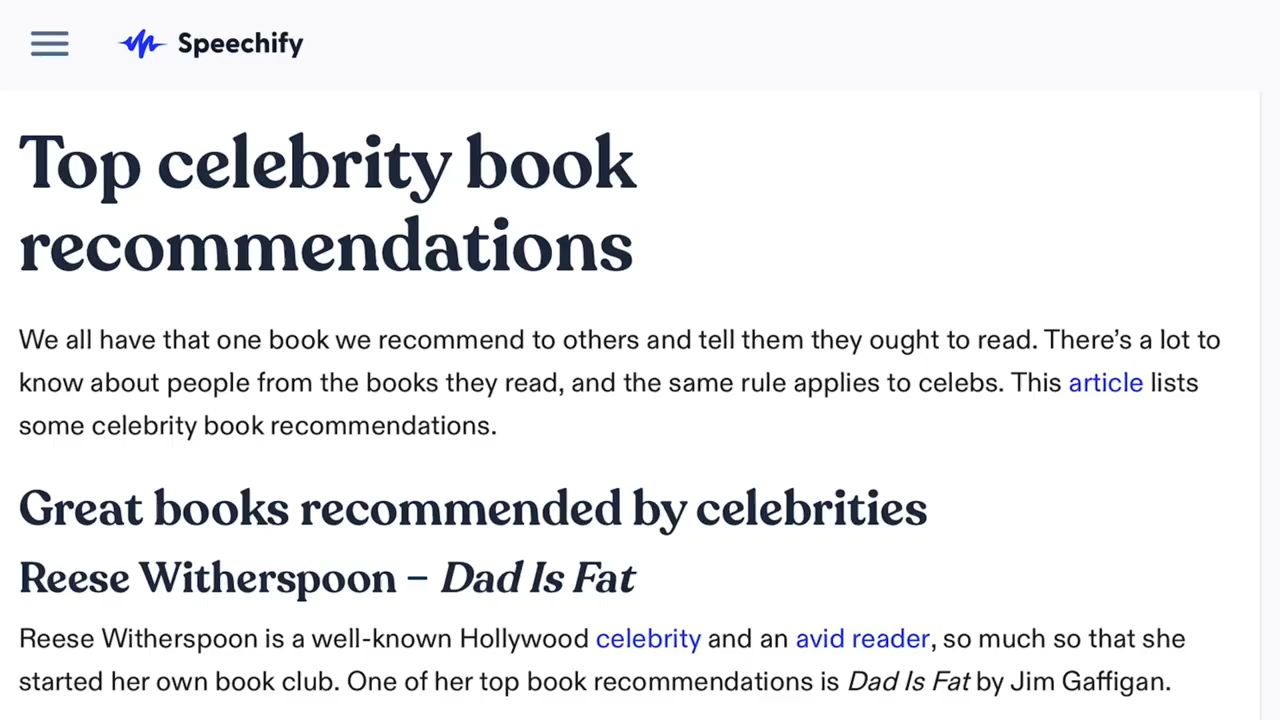 Speechify
Top celebrity book
recommendations
We all have that one book we recommend to others and tell them they ought to read. There’s a lot to
know about people from the books they read, and the same rule applies to celebs. This article lists
some celebrity book recommendations.
Great books recommended by celebrities
Reese Witherspoon – Dad Is Fat
Reese Witherspoon is a well-known Hollywood celebrity and an avid reader, so much so that she
started her own book club. One of her top book recommendations is Dad Is Fat by Jim Gaffigan.